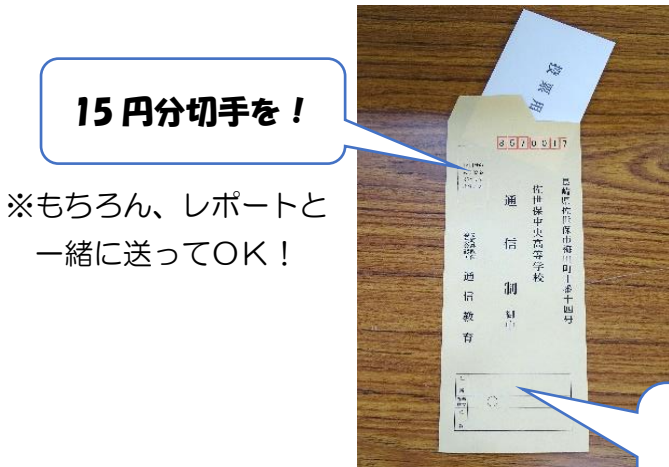 15円分切手を！
※もちろん、レポートと
一緒に送ってOK！
投票用
8570017
長崎県佐世保市梅田町十番十四号
佐世保中央高等学校
通信制
通信教育